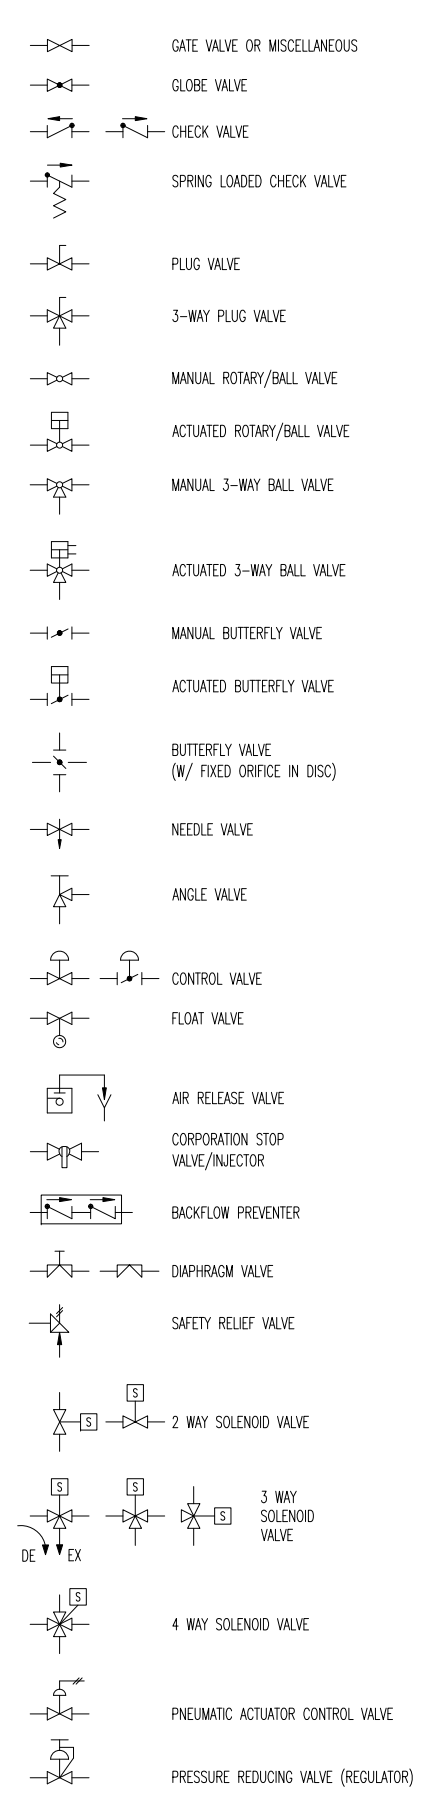 GATE VALVE OR MISCELLANEOUS
GLOBE VALVE
CHECK VALVE
SPRING LOADED CHECK VALVE
PLUG VALVE
3-WAY PLUG VALVE
MANUAL ROTARY/BALL VALVE
ACTUATED ROTARY/BALL VALVE
MANUAL 3-WAY BALL VALVE
ACTUATED 3-WAY BALL VALVE
MANUAL BUTTERFLY VALVE
ACTUATED BUTTERFLY VALVE
BUTTERFLY VALVE
(W/ FIXED ORIFICE IN DISC)
NEEDLE VALVE
ANGLE VALVE
CONTROL VALVE
FLOAT VALVE
AIR RELEASE VALVE
CORPORATION STOP
VALVE/INJECTOR
BACKFLOW PREVENTER
DIAPHRAGM VALVE
SAFETY RELIEF VALVE
S
S
2 WAY SOLENOID VALVE
S
S
S
DE
EX
3 WAY
SOLENOID
VALVE
S
4 WAY SOLENOID VALVE
PNEUMATIC ACTUATOR CONTROL VALVE
PRESSURE REDUCING VALVE (REGULATOR)